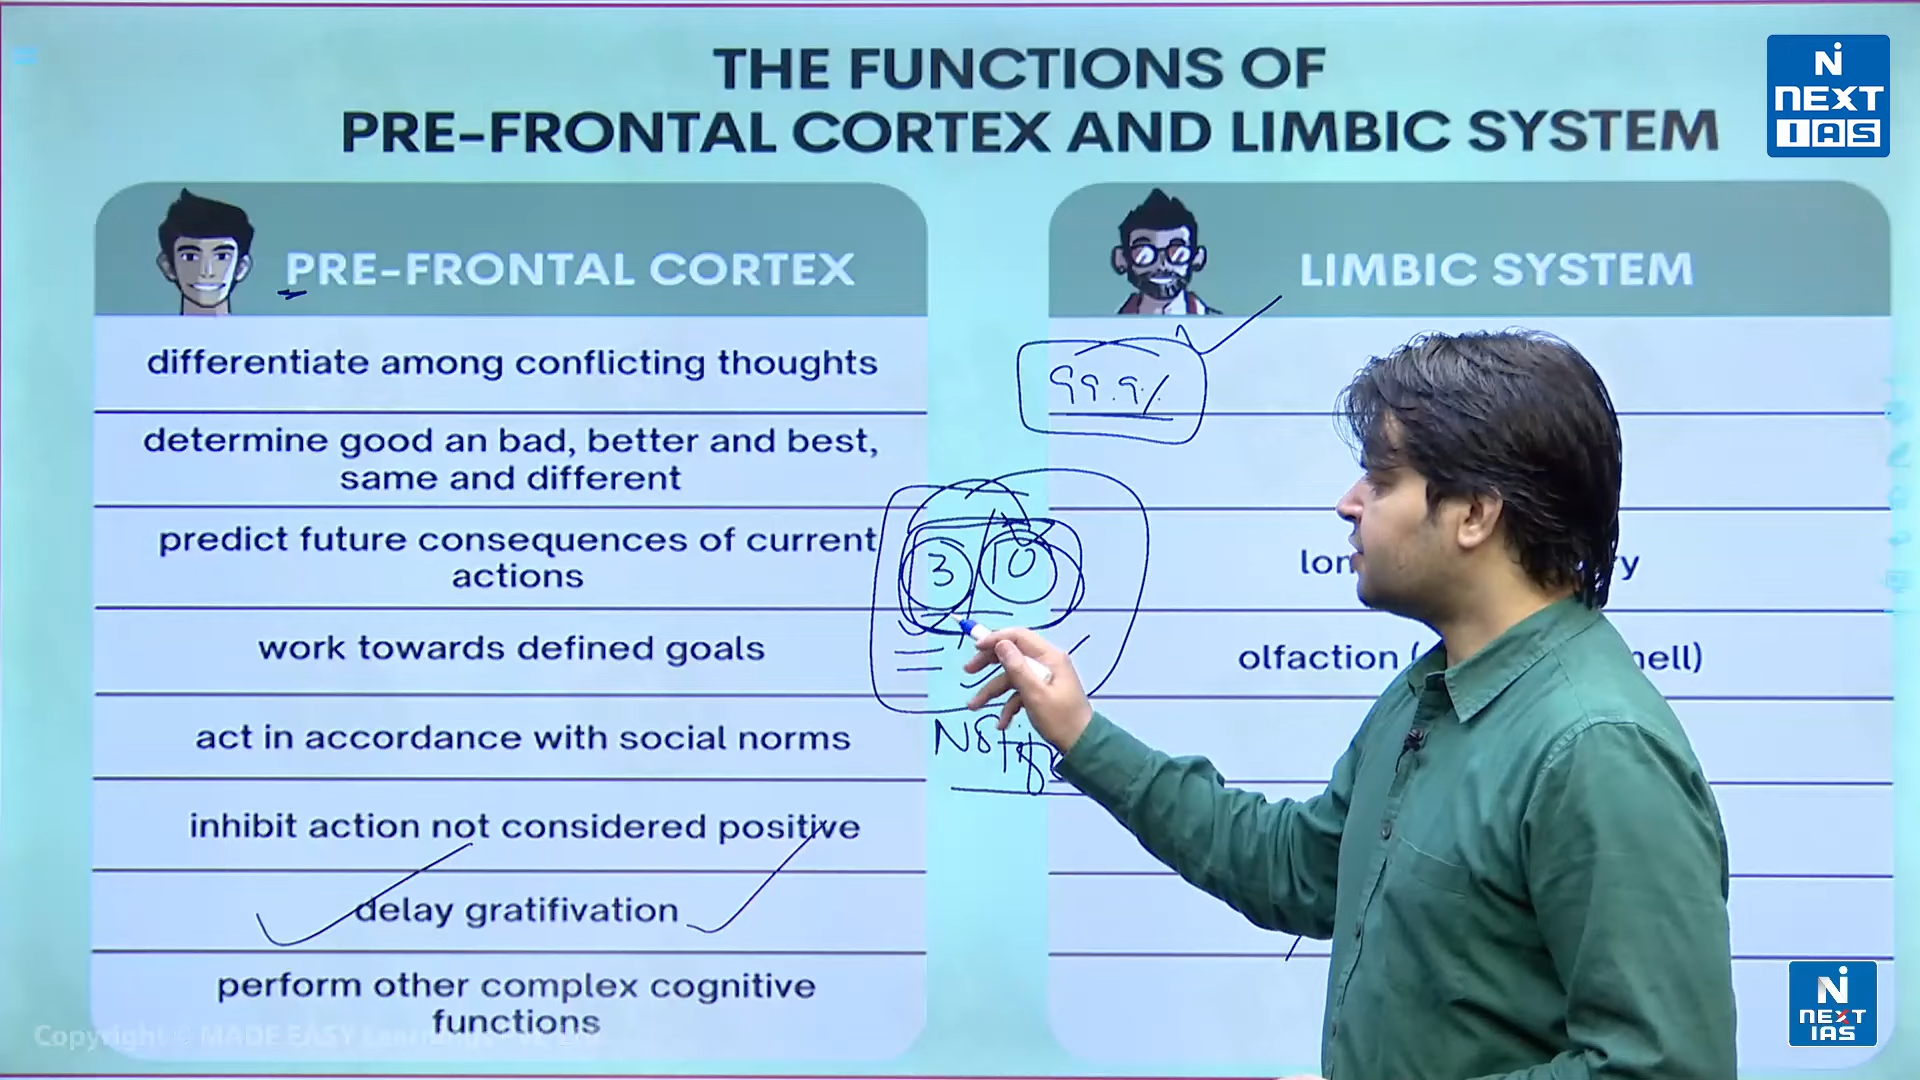 THE FUNCTIONS OF
PRE-FRONTAL CORTEX AND LIMBIC SYSTEM
NEXT
IAS
PRE-FRONTAL CORTEX
differentiate among conflicting thoughts
determine good an bad, better and best,
same and different
predict future consequences of current
actions
work towards defined goals
act in accordance with social norms
inhibit action not considered positive
delay gratifivation
perform other complex cognitive
functions
LIMBIC SYSTEM
99.9%
3 10
olfaction (
NEXT
IAS
Copyright © MADE EASY